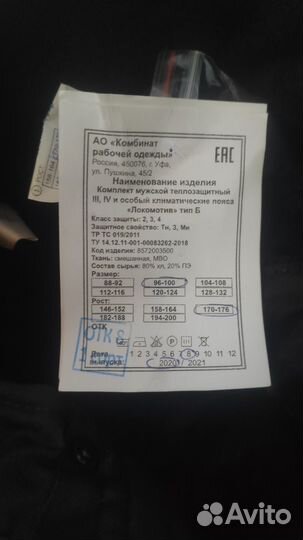 АО «Комбинат
рабочей одежды»
Россия, 450076, г. Уфа,
ул. Пушкина, 45/2
ЕАС
Наименование изделия
Комплект мужской теплозащитный
III, IV и особый климатические пояса
«Локомотив» тип Б
Класс защиты: 2, 3, 4
Защитное свойство: Тн, З, Ми
ТР ТС 019/2011
ТУ 14.12.11-001-00083262-2018
Код изделия: 8572003500
Ткань: смешанная, МВО
Состав сырья: 80% хл, 20% ПЭ
Размер:
88-92 96-100 104-108
112-116 120-124 128-132
Рост:
146-152 158-164 170-176
182-188 194-200
ОТК
ОТК 8
Дата 1 2 3 4 5 6 7 8 9 10 11 12
выпуска: 2020 / 2021
Avito